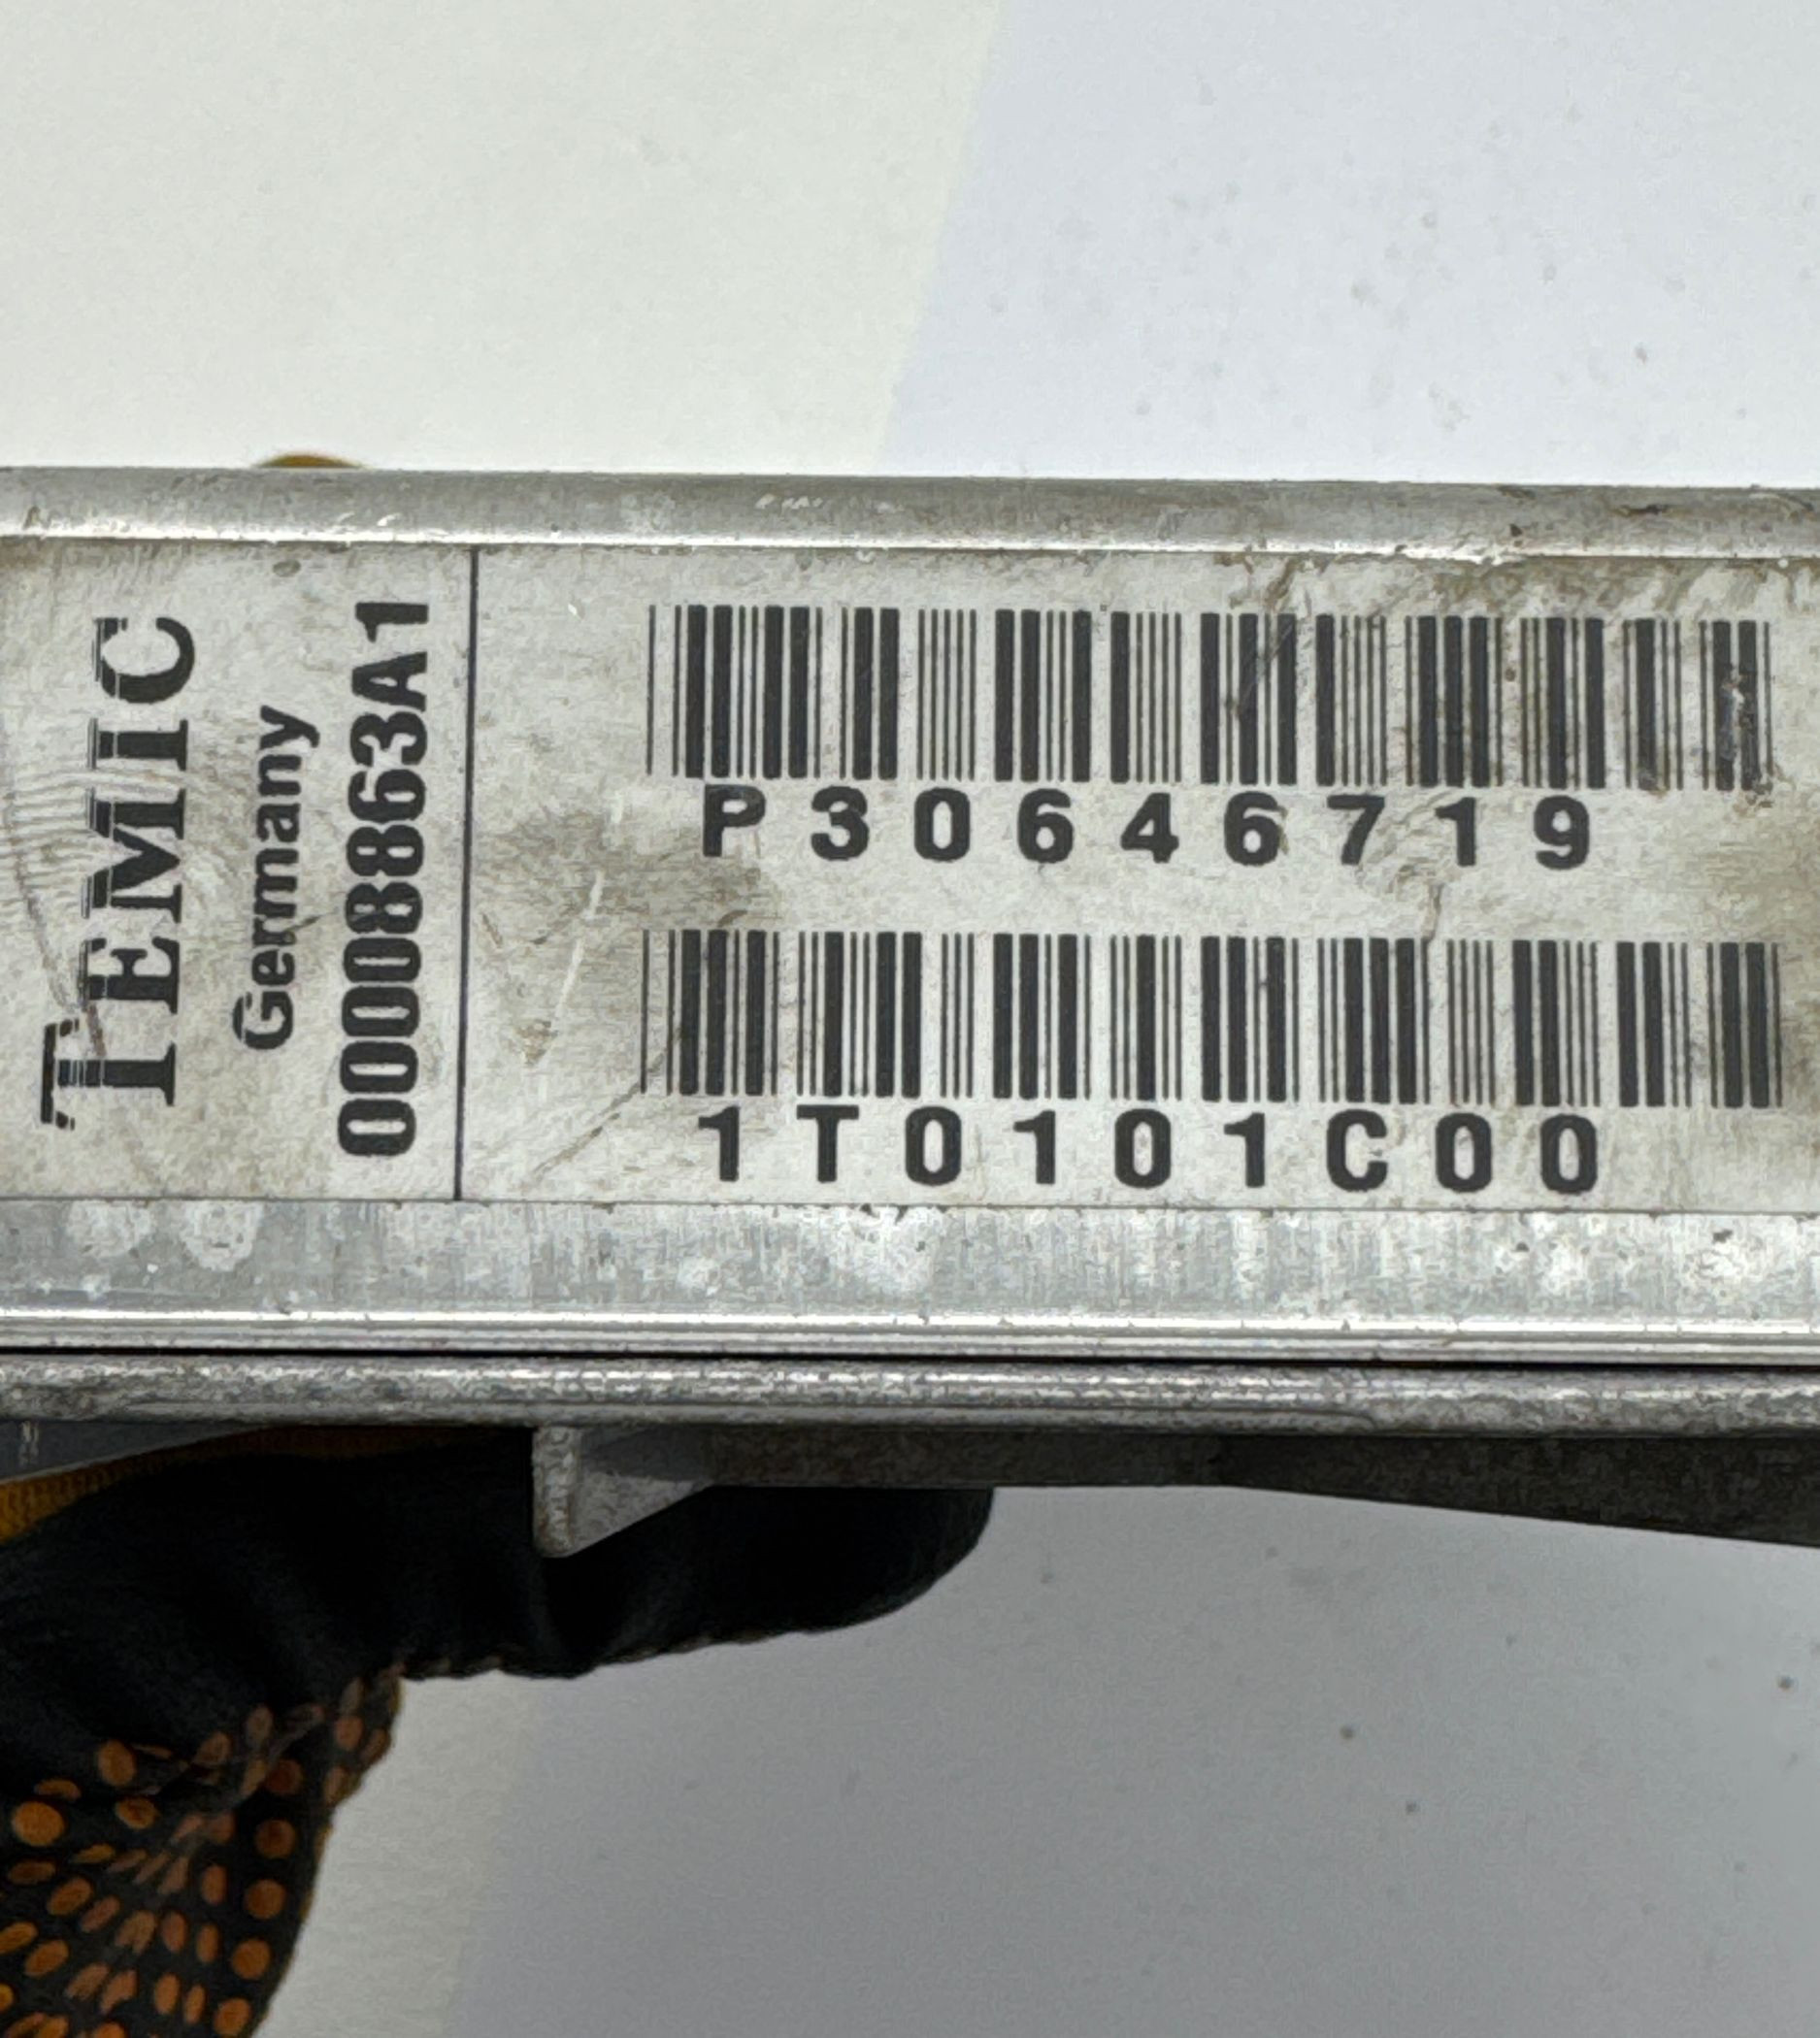 TEMIC
Germany
00008863A1
P30646719
1T0101C00